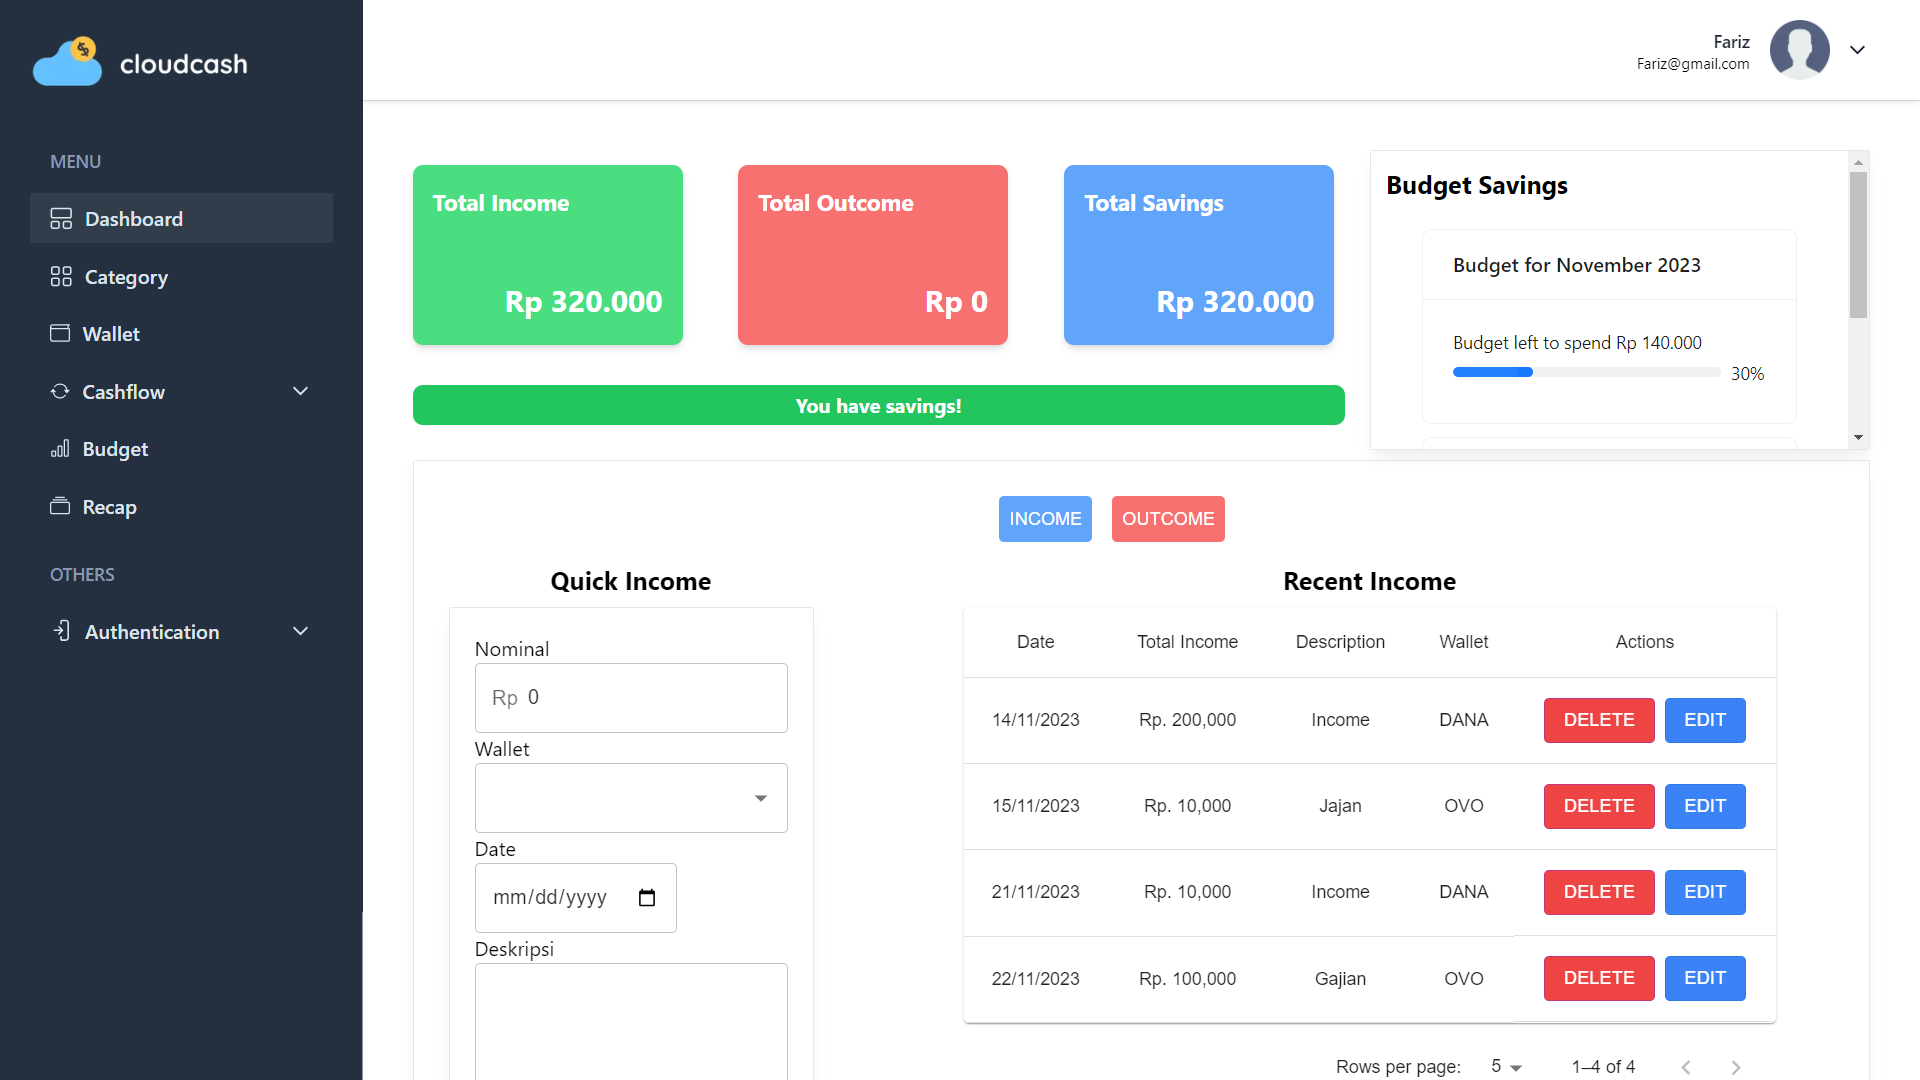 cloudcash
Fariz
Fariz@gmail.com
MENU
Dashboard
Category
Wallet
Cashflow
Budget
Recap
OTHERS
Authentication
Total Income
Rp 320.000
Total Outcome
Rp 0
Total Savings
Rp 320.000
You have savings!
Budget Savings
Budget for November 2023
Budget left to spend Rp 140.000
30%
INCOME OUTCOME
Quick Income
Nominal
Rp 0
Wallet
Date
mm/dd/yyyy
Deskripsi
Recent Income
Date Total Income Description Wallet Actions
14/11/2023 Rp. 200,000 Income DANA DELETE EDIT
15/11/2023 Rp. 10,000 Jajan OVO DELETE EDIT
21/11/2023 Rp. 10,000 Income DANA DELETE EDIT
22/11/2023 Rp. 100,000 Gajian OVO DELETE EDIT
Rows per page: 5 1–4 of 4